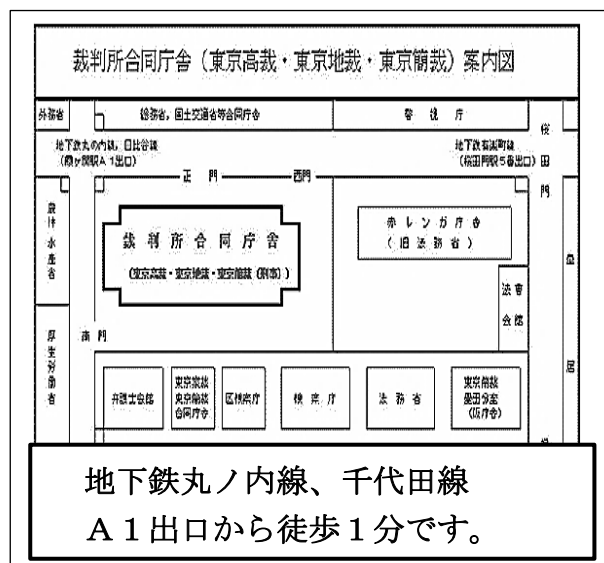 裁判所合同庁舎（東京高裁・東京地裁・東京簡裁）案内図
外務省
総務省，国土交通省等合同庁舎
警視庁
桜田門
地下鉄丸の内線，日比谷線
（霞ヶ関駅A1出口）
地下鉄有楽町線
（桜田門駅5番出口）
正門
西門
農林水産省
裁判所合同庁舎
（東京高裁・東京地裁・東京簡裁（刑事））
赤レンガ庁舎
（旧法務省）
法曹会館
皇居
厚生労働省
南門
弁護士会館
東京家裁
東京簡裁
合同庁舎
区検察庁
検察庁
法務省
東京簡裁
墨田分室
地下鉄丸ノ内線、千代田線
A１出口から徒歩１分です。